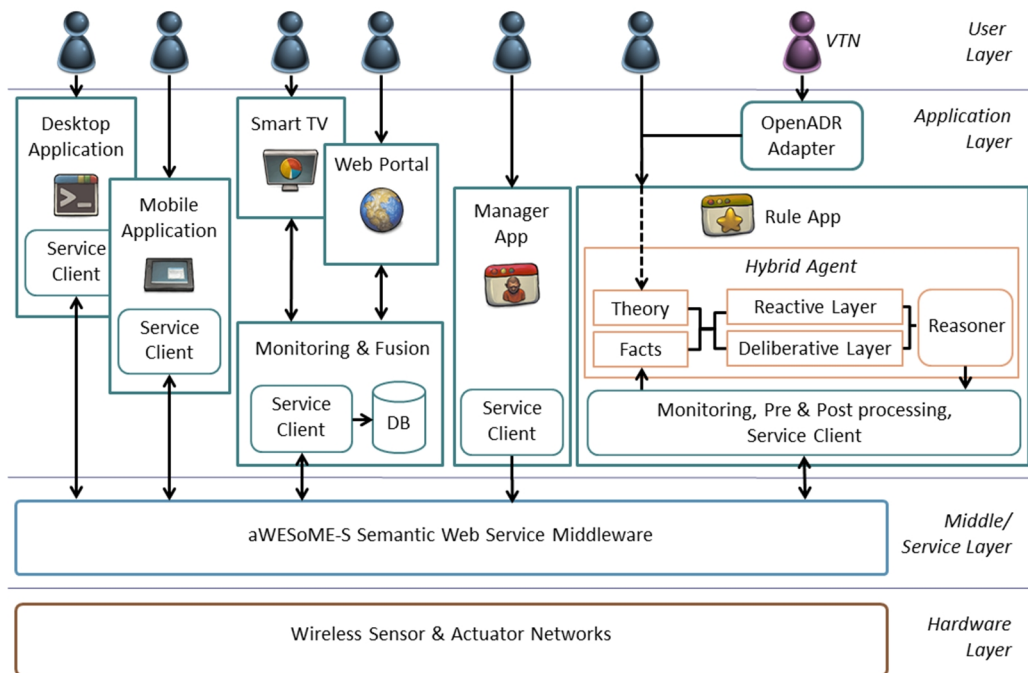 VTN
User
Layer
Desktop
Application
Smart TV
Web Portal
OpenADR
Adapter
Application
Layer
Mobile
Application
Service
Client
Service
Client
Manager
App
Rule App
Hybrid Agent
Theory
Facts
Reactive Layer
Deliberative Layer
Reasoner
Monitoring & Fusion
Service
Client
DB
Service
Client
Monitoring, Pre & Post processing,
Service Client
aWESoME-S Semantic Web Service Middleware
Middle/
Service Layer
Wireless Sensor & Actuator Networks
Hardware
Layer